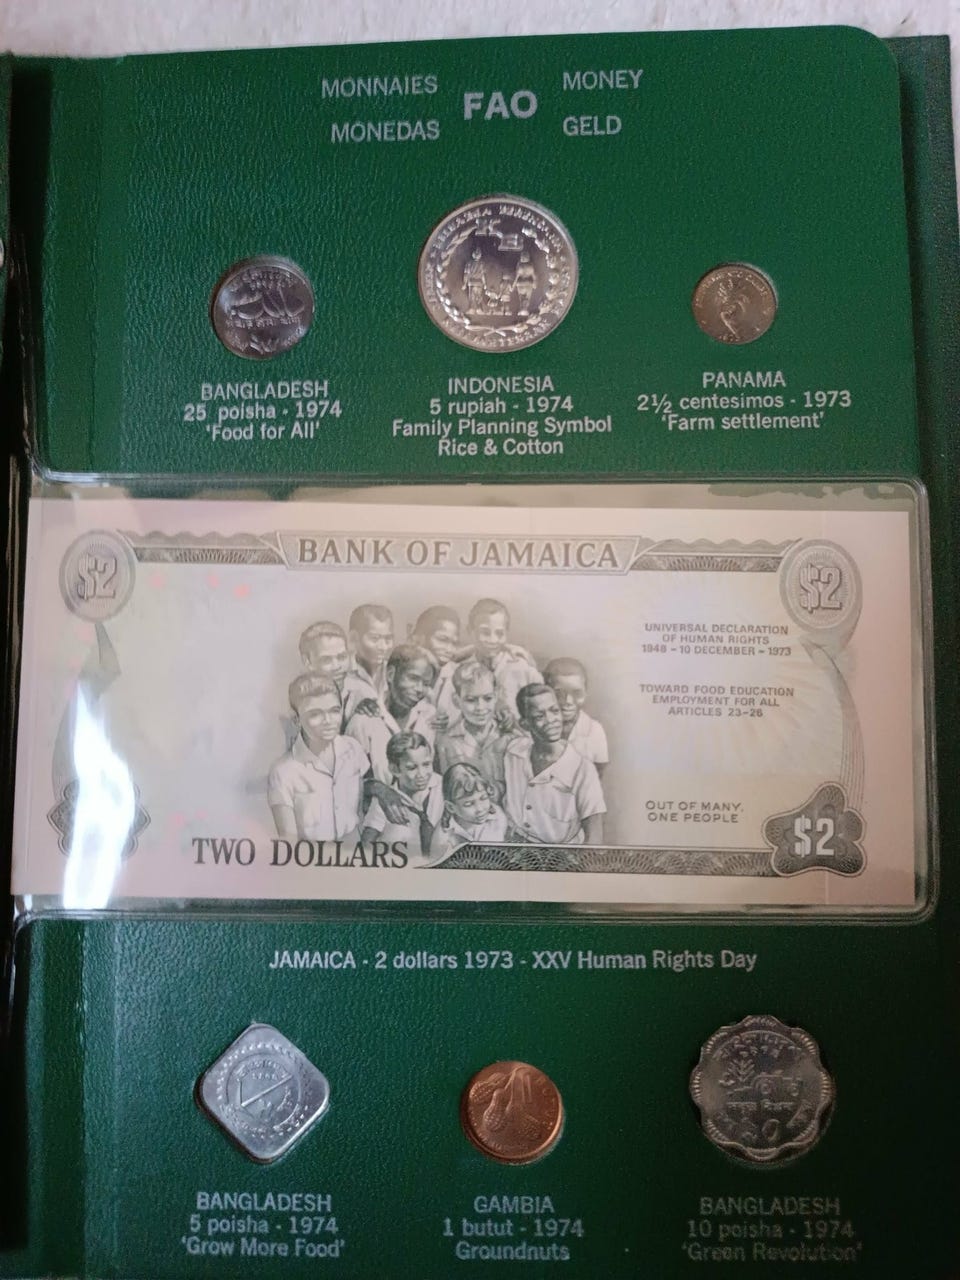 MONNAIES
MONEDAS
FAO
MONEY
GELD
KB
BANGLADESH
25 poisha - 1974
'Food for All'
INDONESIA
5 rupiah - 1974
Family Planning Symbol
Rice & Cotton
PANAMA
2½ centesimos - 1973
'Farm settlement'
$2
BANK OF JAMAICA
$2
UNIVERSAL DECLARATION
OF HUMAN RIGHTS
1948 – 10 DECEMBER – 1973
TOWARD FOOD EDUCATION
EMPLOYMENT FOR ALL
ARTICLES 23–26
OUT OF MANY,
ONE PEOPLE
TWO DOLLARS
$2
JAMAICA - 2 dollars 1973 - XXV Human Rights Day
BANGLADESH
5 poisha - 1974
'Grow More Food'
GAMBIA
1 butut - 1974
Groundnuts
BANGLADESH
10 poisha - 1974
'Green Revolution'